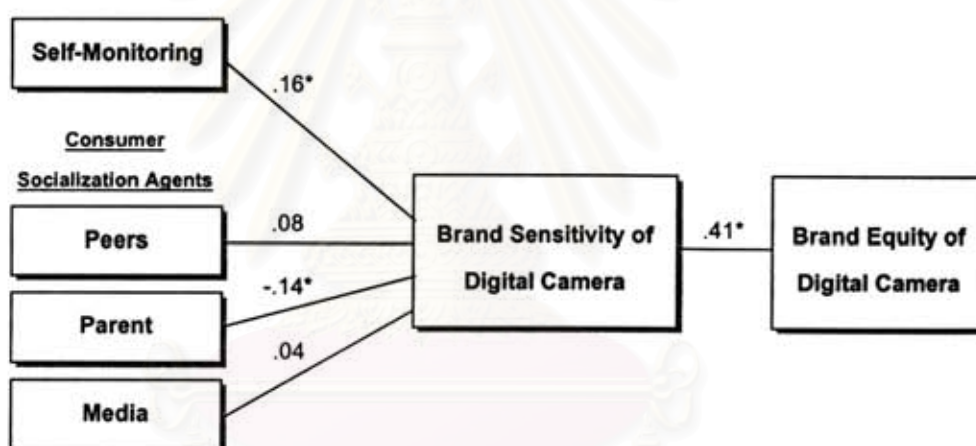 Self-Monitoring
.16*
Consumer
Socialization Agents
Peers
.08
Parent
-.14*
Media
.04
Brand Sensitivity of
Digital Camera
.41*
Brand Equity of
Digital Camera